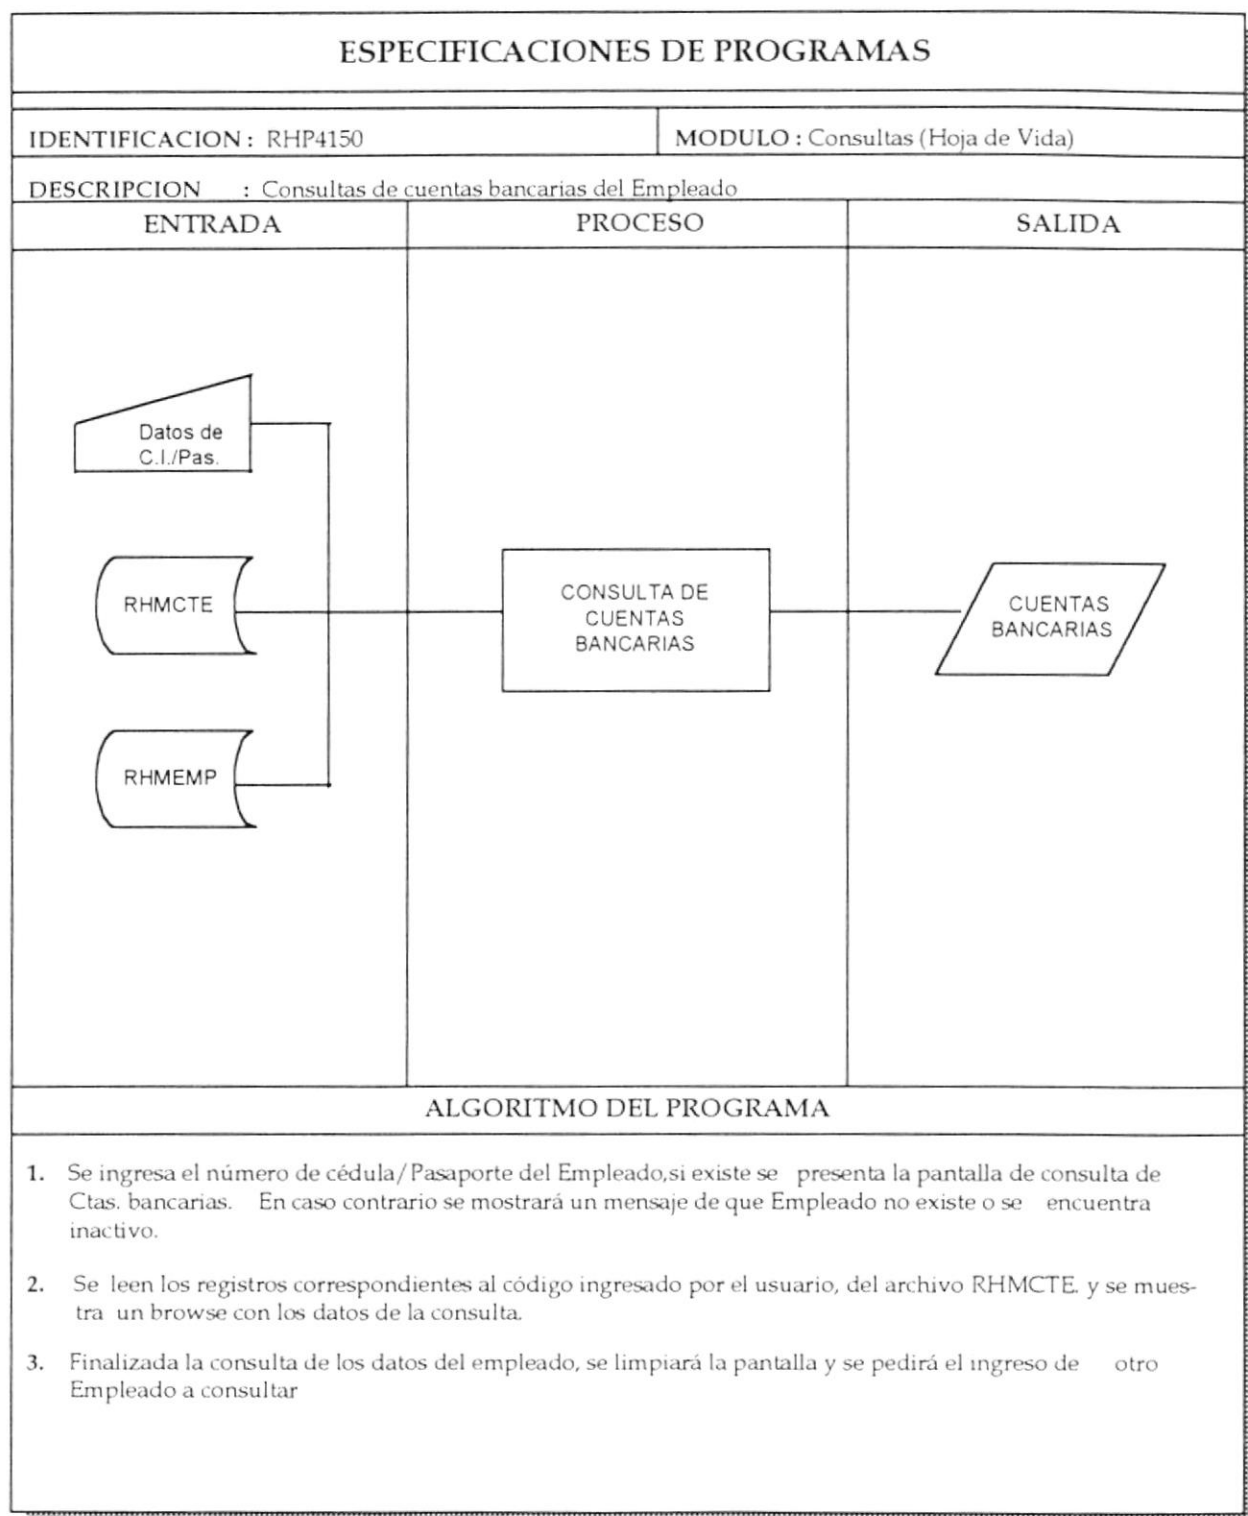 ESPECIFICACIONES DE PROGRAMAS
IDENTIFICACION : RHP4150
MODULO : Consultas (Hoja de Vida)
DESCRIPCION : Consultas de cuentas bancarias del Empleado
ENTRADA
PROCESO
SALIDA
Datos de
C.I./Pas.
RHMCTE
RHMEMP
CONSULTA DE
CUENTAS
BANCARIAS
CUENTAS
BANCARIAS
ALGORITMO DEL PROGRAMA
1. Se ingresa el número de cédula/Pasaporte del Empleado,si existe se presenta la pantalla de consulta de
Ctas. bancarias. En caso contrario se mostrará un mensaje de que Empleado no existe o se encuentra
inactivo.
2. Se leen los registros correspondientes al código ingresado por el usuario, del archivo RHMCTE. y se mues-
tra un browse con los datos de la consulta.
3. Finalizada la consulta de los datos del empleado, se limpiará la pantalla y se pedirá el ingreso de otro
Empleado a consultar